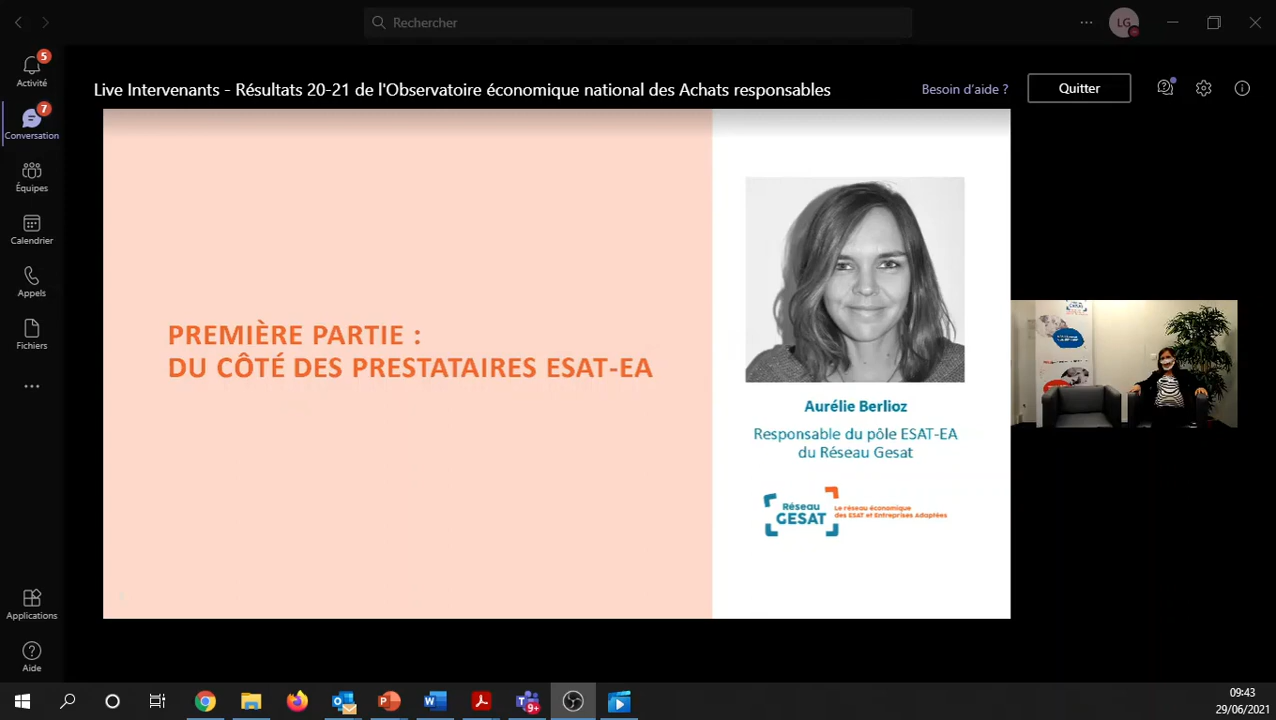 Rechercher
LG
5
Activité
7
Conversation
Équipes
Calendrier
Appels
Fichiers
Applications
Aide
Live Intervenants - Résultats 20-21 de l'Observatoire économique national des Achats responsables
Besoin d'aide ?
Quitter
PREMIÈRE PARTIE :
DU CÔTÉ DES PRESTATAIRES ESAT-EA
Aurélie Berlioz
Responsable du pôle ESAT-EA
du Réseau Gesat
Réseau
GESAT
Le réseau économique
des ESAT et Entreprises Adaptées
9+
09:43
29/06/2021